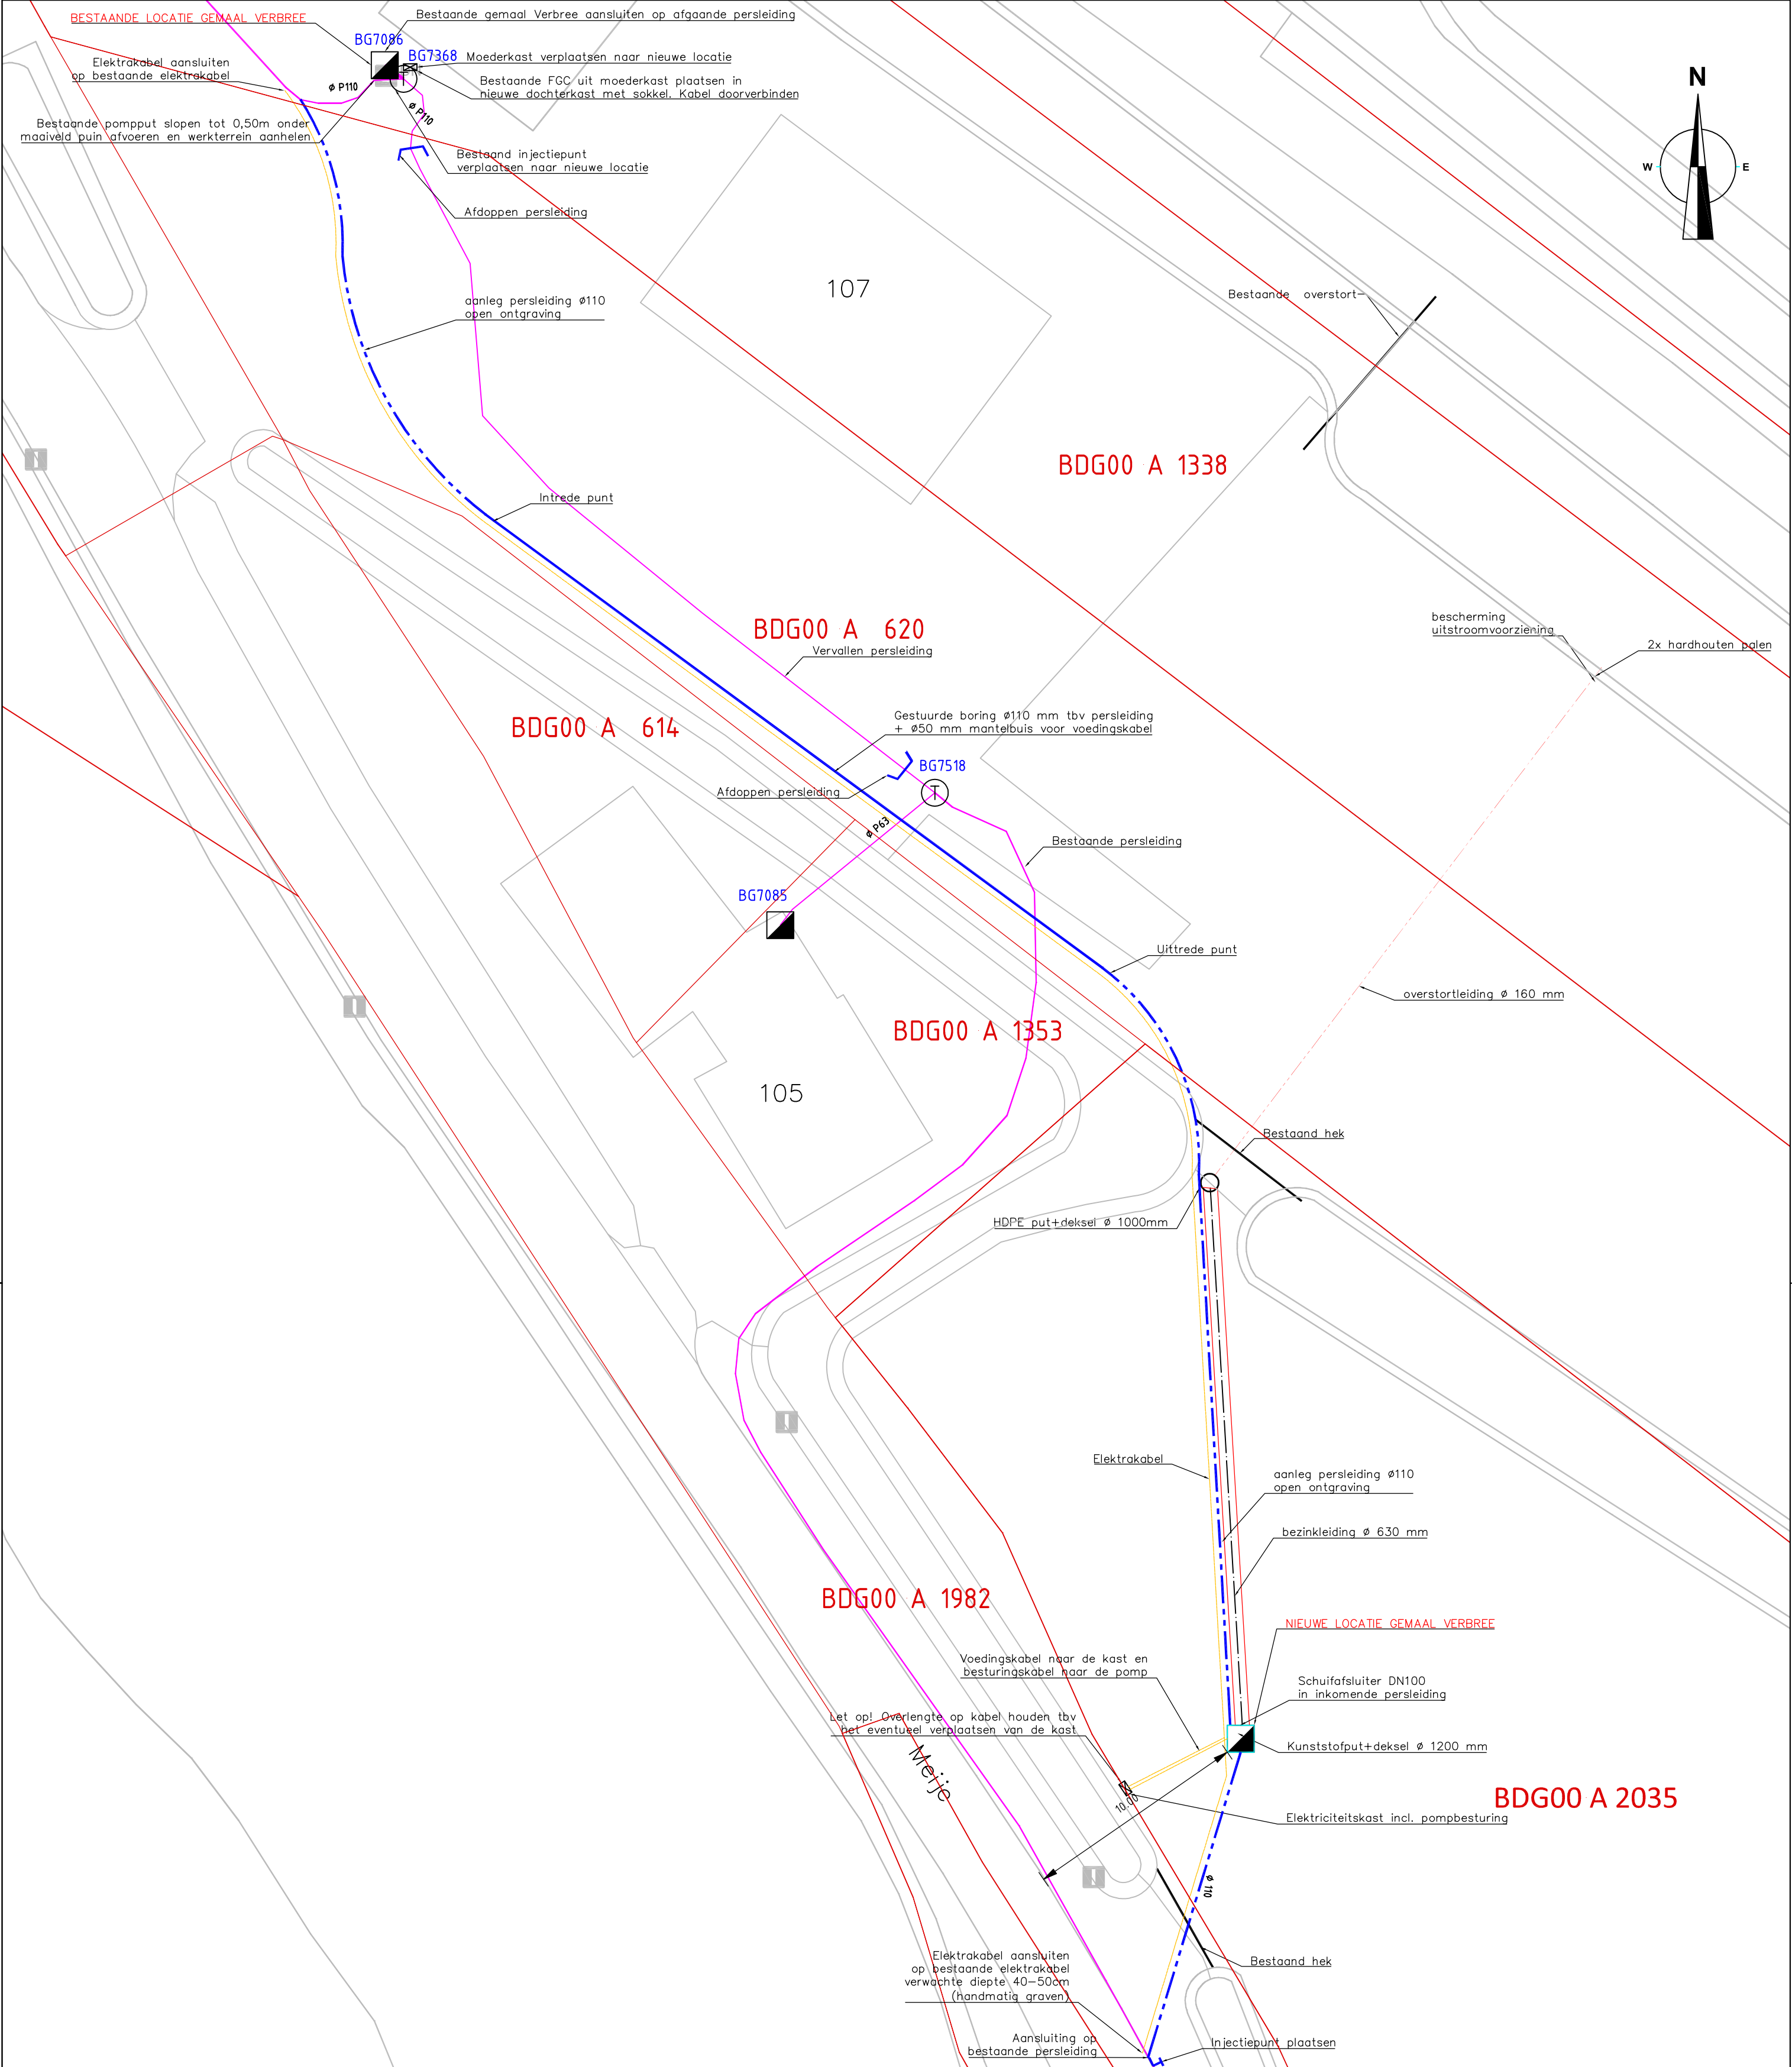 BESTAANDE LOCATIE GEMAAL VERBREE
Bestaande gemaal Verbree aansluiten op afgaande persleiding
BG7086
BG7368
Moederkast verplaatsen naar nieuwe locatie
Elektrakabel aansluiten
op bestaande elektrakabel
Bestaande FGC uit moederkast plaatsen in
nieuwe dochterkast met sokkel. Kabel doorverbinden
ø P110
ø P110
Bestaande pompput slopen tot 0,50m onder
maaiveld puin afvoeren en werkterrein aanhelen
Bestaand injectiepunt
verplaatsen naar nieuwe locatie
Afdoppen persleiding
N
W
E
107
Bestaande overstort
aanleg persleiding ø110
open ontgraving
BDG00 A 1338
Intrede punt
BDG00 A 620
Vervallen persleiding
bescherming
uitstroomvoorziening
2x hardhouten palen
BDG00 A 614
Gestuurde boring ø110 mm tbv persleiding
+ ø50 mm mantelbuis voor voedingskabel
BG7518
T
Afdoppen persleiding
ø P63
Bestaande persleiding
BG7085
Uittrede punt
overstortleiding ø 160 mm
BDG00 A 1353
105
Bestaand hek
HDPE put+deksel ø 1000mm
Elektrakabel
aanleg persleiding ø110
open ontgraving
bezinkleiding ø 630 mm
BDG00 A 1982
NIEUWE LOCATIE GEMAAL VERBREE
Voedingskabel naar de kast en
besturingskabel naar de pomp
Schuifafsluiter DN100
in inkomende persleiding
Let op! Overlengte op kabel houden tbv
het eventueel verplaatsen van de kast
Kunststofput+deksel ø 1200 mm
Meije
10.00
BDG00 A 2035
Elektriciteitskast incl. pompbesturing
ø 110
Elektrakabel aansluiten
op bestaande elektrakabel
verwachte diepte 40-50cm
(handmatig graven)
Bestaand hek
Aansluiting op
bestaande persleiding
Injectiepunt plaatsen